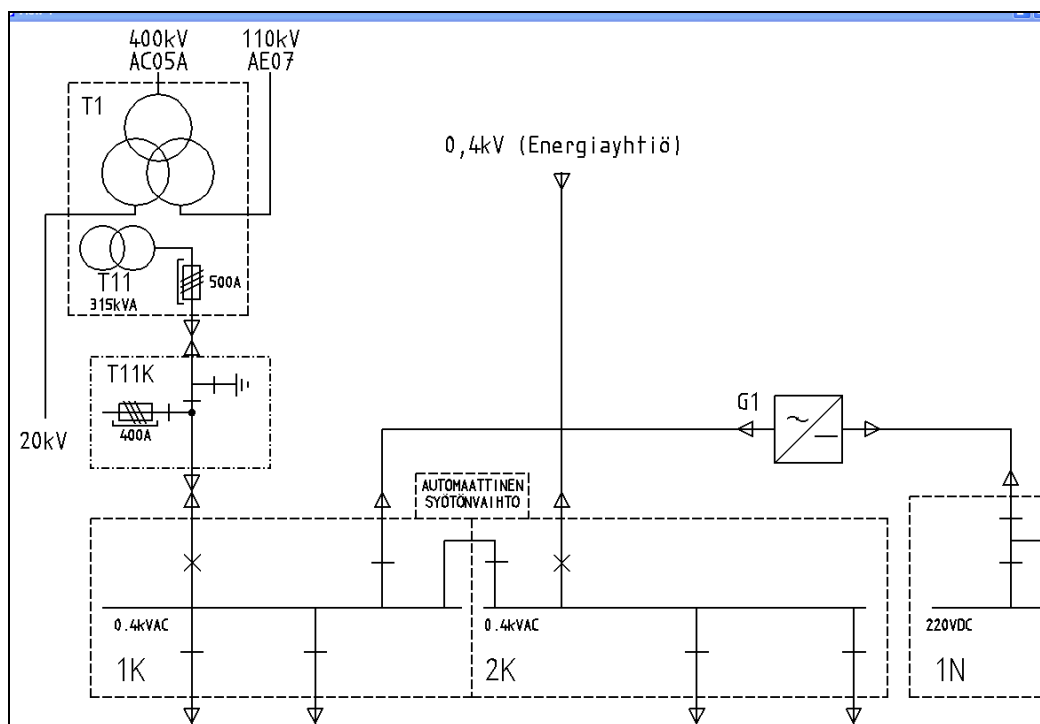 400kV
AC05A
110kV
AE07
T1
0,4kV (Energiayhtiö)
T11
315kVA
500A
T11K
400A
20kV
G1
AUTOMAATTINEN
SYÖTÖNVAIHTO
0.4kVAC
1K
0.4kVAC
2K
220VDC
1N